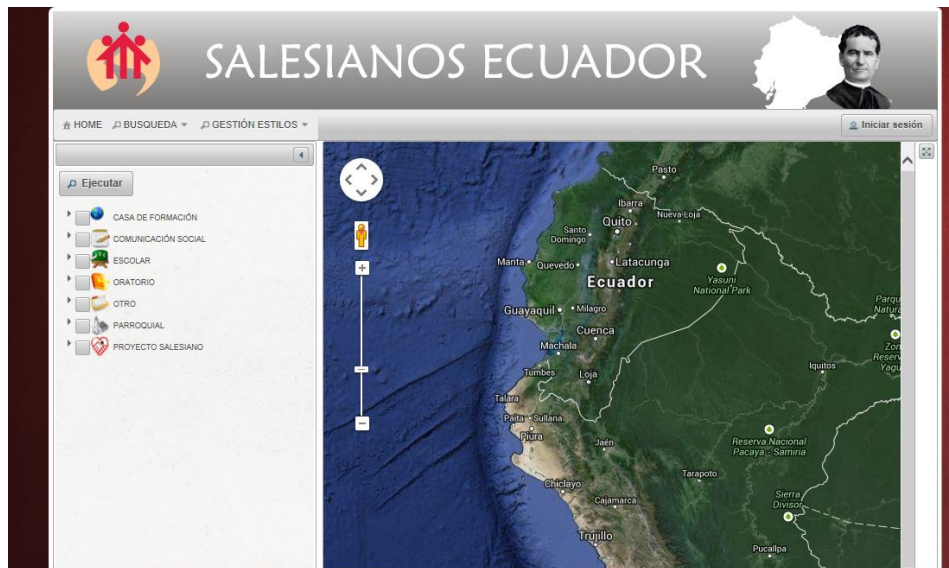 SALESIANOS ECUADOR
HOME BUSQUEDA GESTIÓN ESTILOS Iniciar sesión
Ejecutar
CASA DE FORMACIÓN
COMUNICACIÓN SOCIAL
ESCOLAR
ORATORIO
OTRO
PARROQUIAL
PROYECTO SALESIANO
Pasto
Ibarra
Quito
Nueva Loja
Santo
Domingo
Manta
Quevedo
Latacunga
Ecuador
Yasuni
National Park
Guayaquil
Milagro
Cuenca
Machala
Tumbes
Loja
Iquitos
Talara
Paita
Sullana
Piura
Jaén
Reserva Nacional
Pacaya - Samiria
Tarapoto
Chiclayo
Cajamarca
Sierra
Divisor
Trujillo
Pucallpa